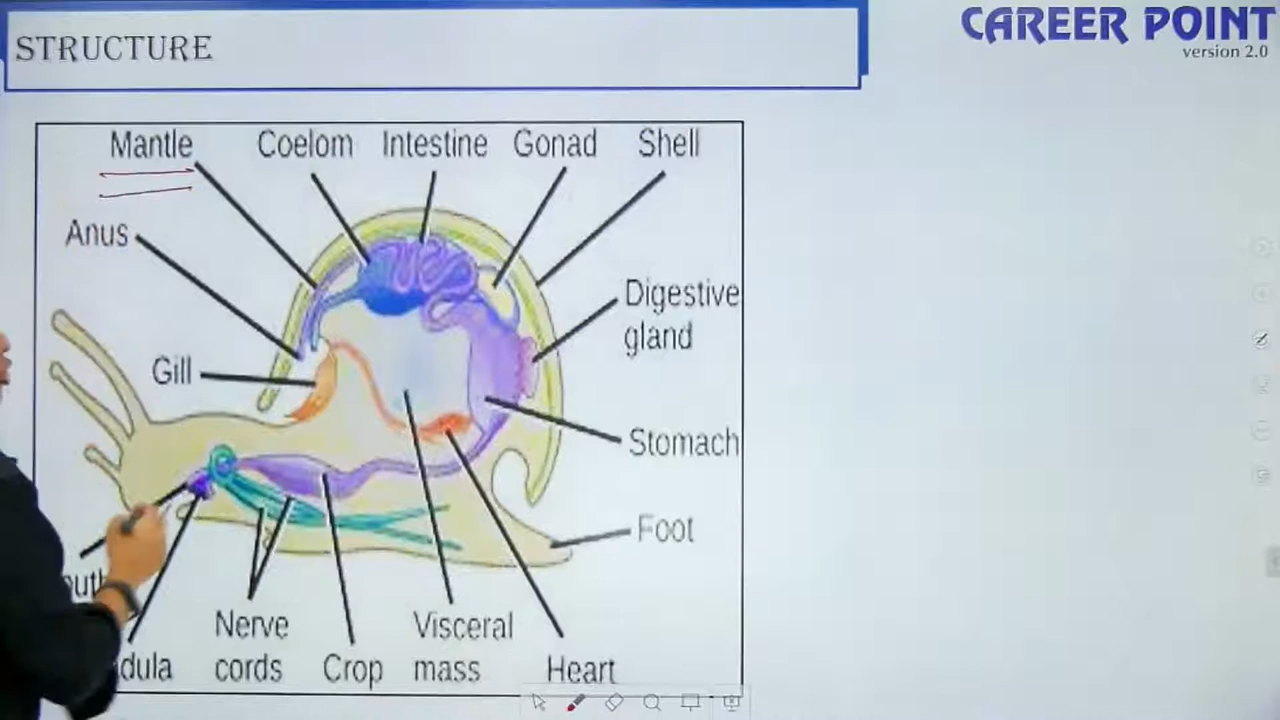 STRUCTURE
CAREER POINT
version 2.0
Mantle
Coelom
Intestine
Gonad
Shell
Anus
Digestive
gland
Gill
Stomach
Foot
Nerve
cords
Crop
Visceral
mass
Heart